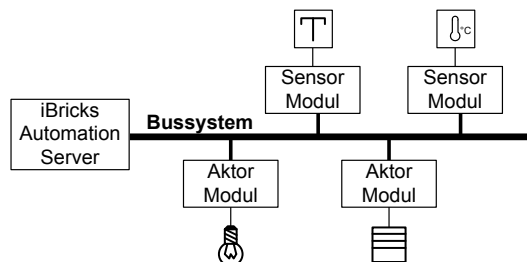 °C
Sensor
Modul
Sensor
Modul
iBricks
Automation
Server
Bussystem
Aktor
Modul
Aktor
Modul